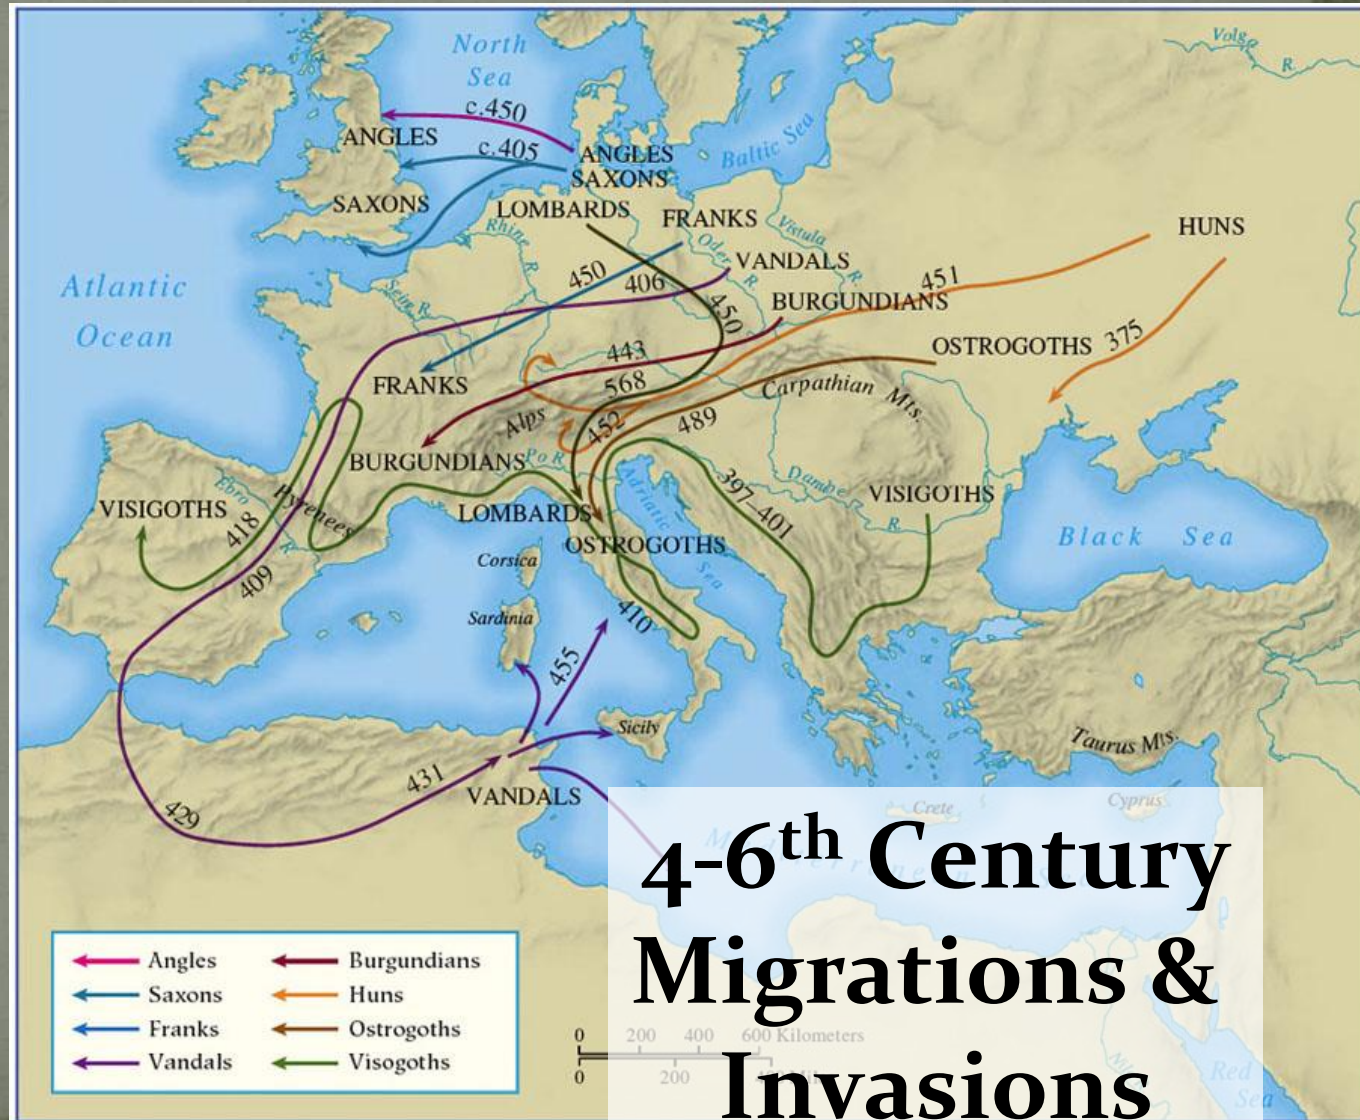 Volga
R.
North
Sea
c.450
ANGLES
c.405
ANGLES
SAXONS
Baltic Sea
SAXONS
LOMBARDS
FRANKS
Rhine
R.
Oder
R.
Vistula
R.
HUNS
VANDALS
Atlantic
Ocean
Seine R.
450
406
450
451
BURGUNDIANS
OSTROGOTHS
375
443
FRANKS
568
Carpathian Mts.
Alps
452
489
BURGUNDIANS
Po R.
Adriatic
Sea
397–401
Danube
R.
VISIGOTHS
VISIGOTHS
Ebro
R.
Pyrenees
418
LOMBARDS
OSTROGOTHS
Black Sea
Corsica
409
Sardinia
410
455
Sicily
Taurus Mts.
431
VANDALS
429
Crete
Cyprus
4-6th Century
Migrations &
Invasions
Angles
Saxons
Franks
Vandals
Burgundians
Huns
Ostrogoths
Visogoths
0 200 400 600 Kilometers
0 200
Red
Sea